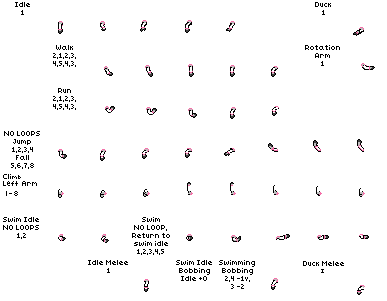 Idle
1
Duck
1
Walk
2,1,2,3,
4,5,4,3,
Rotation
Arm
1
Run
2,1,2,3,
4,5,4,3,
NO LOOPS
Jump
1,2,3,4
Fall
5,6,7,8
Climb
Left Arm
1-8
Swim Idle
NO LOOPS
1,2
Swim
NO LOOP,
Return to
swim idle
1,2,3,4,5
Swim Idle
Bobbing
Idle +0
Swimming
Bobbing
2,4 -1v,
3 -2
Idle Melee
1
Duck Melee
1